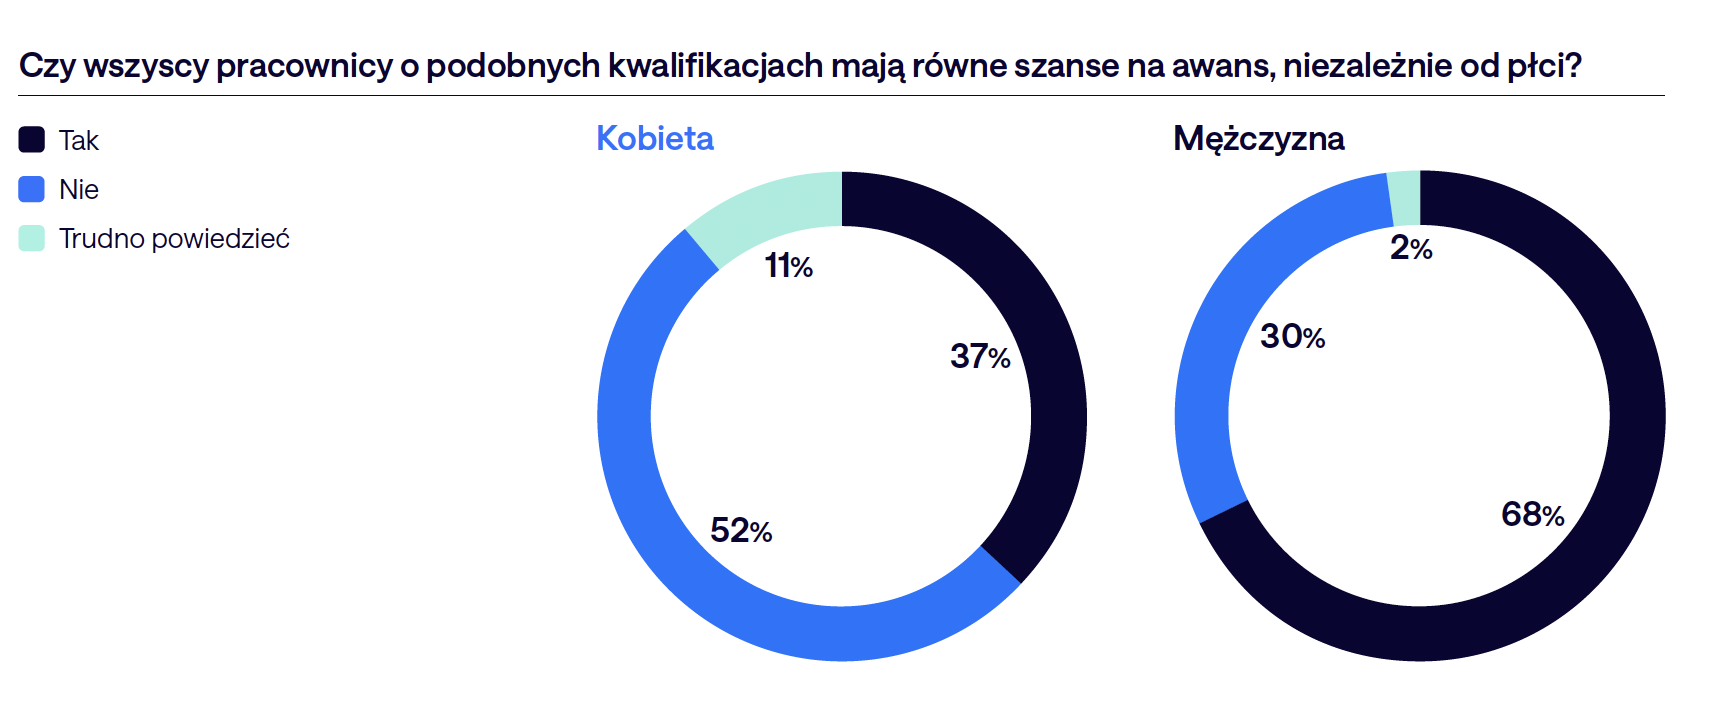 Czy wszyscy pracownicy o podobnych kwalifikacjach mają równe szanse na awans, niezależnie od płci?
Tak
Nie
Trudno powiedzieć
Kobieta
11%
37%
52%
Mężczyzna
2%
30%
68%